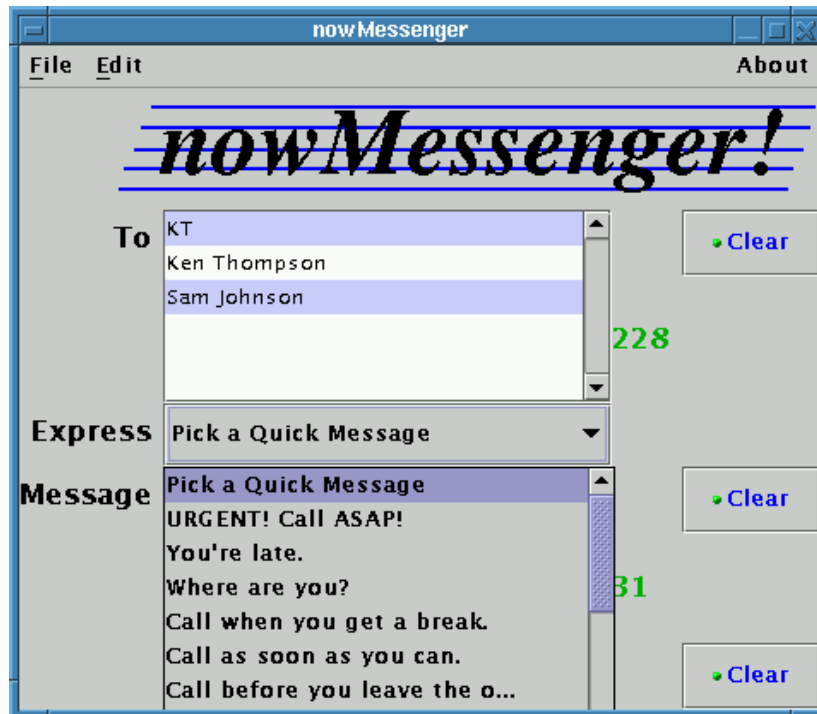 nowMessenger
File Edit About
nowMessenger!
To
KT
Clear
Ken Thompson
Sam Johnson
228
Express
Pick a Quick Message
Message
Pick a Quick Message
Clear
URGENT! Call ASAP!
You're late.
Where are you?
31
Call when you get a break.
Call as soon as you can.
Clear
Call before you leave the o...